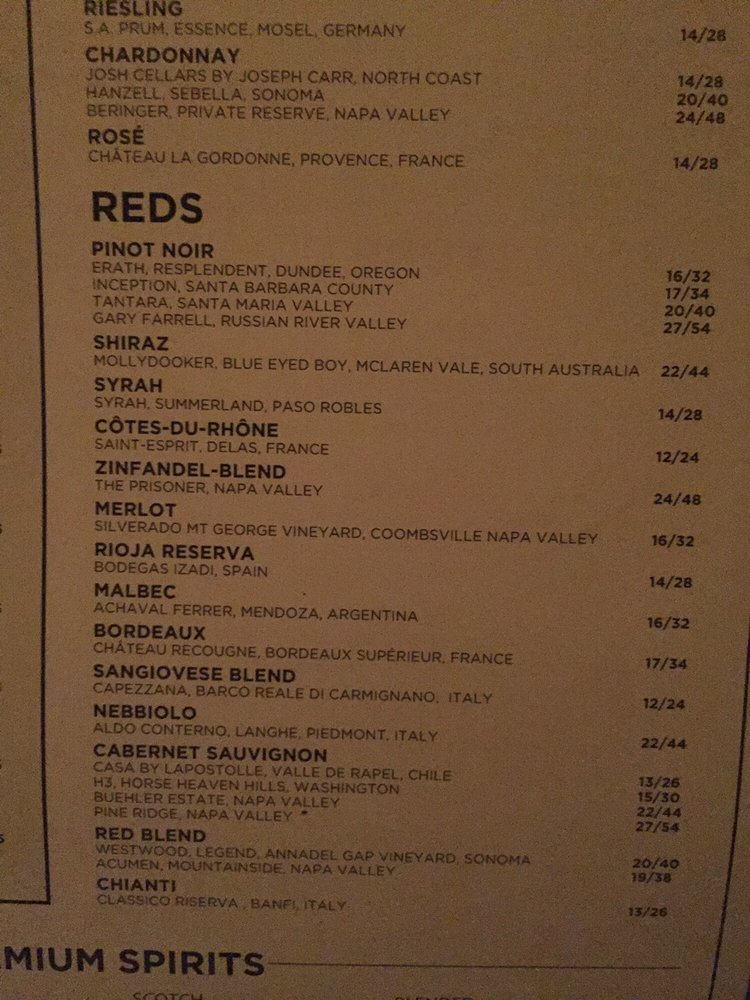 RIESLING
S.A. PRUM, ESSENCE, MOSEL, GERMANY 14/28
CHARDONNAY
JOSH CELLARS BY JOSEPH CARR, NORTH COAST 14/28
HANZELL, SEBELLA, SONOMA 20/40
BERINGER, PRIVATE RESERVE, NAPA VALLEY 24/48
ROSÉ
CHÂTEAU LA GORDONNE, PROVENCE, FRANCE 14/28
REDS
PINOT NOIR
ERATH, RESPLENDENT, DUNDEE, OREGON 16/32
INCEPTION, SANTA BARBARA COUNTY 17/34
TANTARA, SANTA MARIA VALLEY 20/40
GARY FARRELL, RUSSIAN RIVER VALLEY 27/54
SHIRAZ
MOLLYDOOKER, BLUE EYED BOY, MCLAREN VALE, SOUTH AUSTRALIA 22/44
SYRAH
SYRAH, SUMMERLAND, PASO ROBLES 14/28
CÔTES-DU-RHÔNE
SAINT-ESPRIT, DELAS, FRANCE 12/24
ZINFANDEL-BLEND
THE PRISONER, NAPA VALLEY 24/48
MERLOT
SILVERADO MT GEORGE VINEYARD, COOMBSVILLE NAPA VALLEY 16/32
RIOJA RESERVA
BODEGAS IZADI, SPAIN 14/28
MALBEC
ACHAVAL FERRER, MENDOZA, ARGENTINA 16/32
BORDEAUX
CHÂTEAU RECOUGNE, BORDEAUX SUPÉRIEUR, FRANCE 17/34
SANGIOVESE BLEND
CAPEZZANA, BARCO REALE DI CARMIGNANO, ITALY 12/24
NEBBIOLO
ALDO CONTERNO, LANGHE, PIEDMONT, ITALY 22/44
CABERNET SAUVIGNON
CASA BY LAPOSTOLLE, VALLE DE RAPEL, CHILE 13/26
H3, HORSE HEAVEN HILLS, WASHINGTON 15/30
BUEHLER ESTATE, NAPA VALLEY 22/44
PINE RIDGE, NAPA VALLEY 27/54
RED BLEND
WESTWOOD, LEGEND, ANNADEL GAP VINEYARD, SONOMA 20/40
ACUMEN, MOUNTAINSIDE, NAPA VALLEY 19/38
CHIANTI
CLASSICO RISERVA , BANFI, ITALY 13/26
MIUM SPIRITS
SCOTCH BLENDED